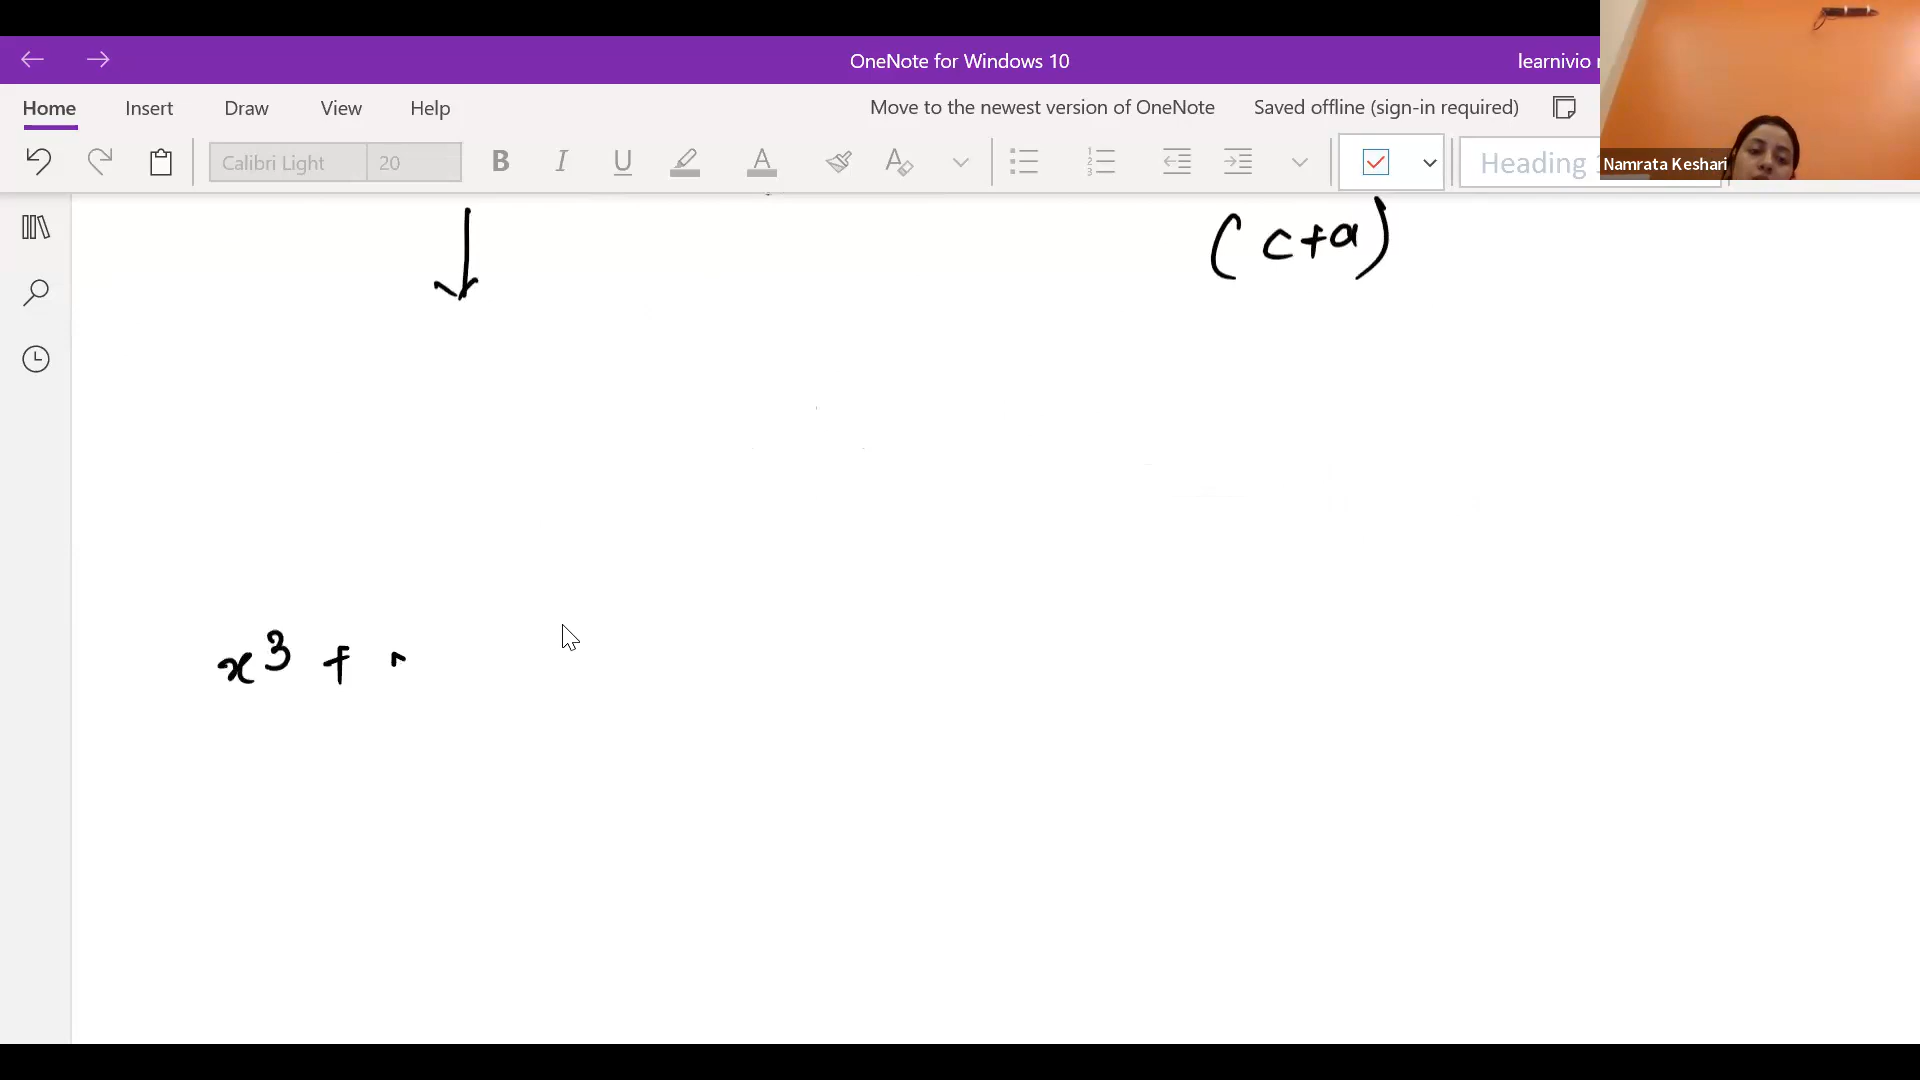 OneNote for Windows 10
learnivio
Home Insert Draw View Help
Move to the newest version of OneNote Saved offline (sign-in required)
Calibri Light 20 B I U A A
Heading
Namrata Keshari
(c+a)
x³ +